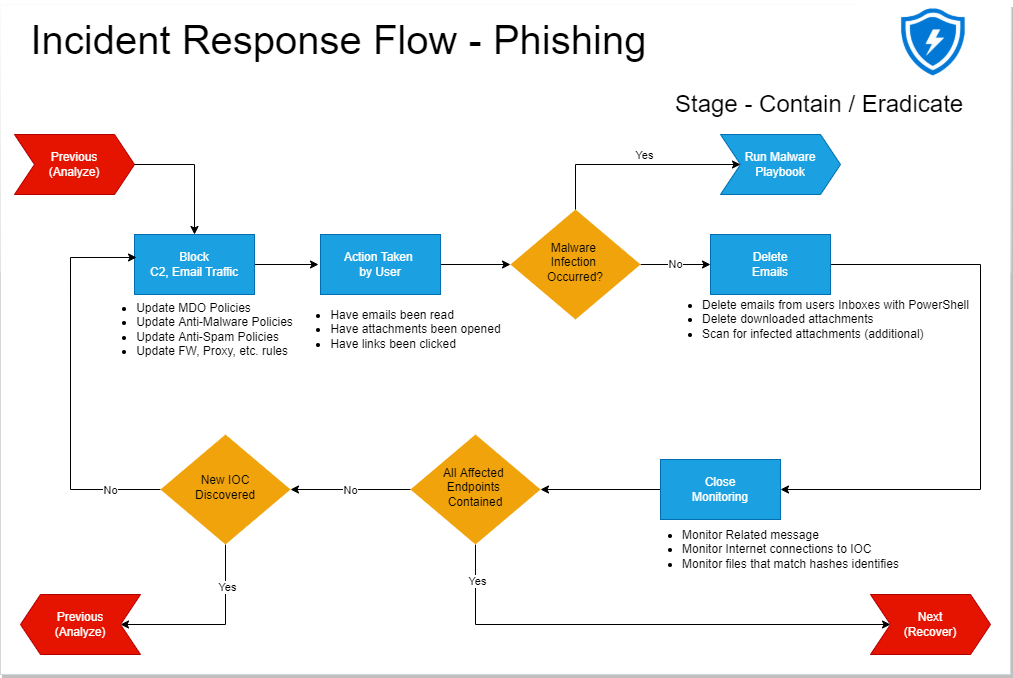 Incident Response Flow - Phishing
Stage - Contain / Eradicate
Previous
(Analyze)
Yes
Run Malware
Playbook
Block
C2, Email Traffic
Action Taken
by User
Malware
Infection
Occurred?
No
Delete
Emails
• Update MDO Policies
• Update Anti-Malware Policies
• Update Anti-Spam Policies
• Update FW, Proxy, etc. rules
• Have emails been read
• Have attachments been opened
• Have links been clicked
• Delete emails from users Inboxes with PowerShell
• Delete downloaded attachments
• Scan for infected attachments (additional)
No
New IOC
Discovered
No
All Affected
Endpoints
Contained
Close
Monitoring
• Monitor Related message
• Monitor Internet connections to IOC
• Monitor files that match hashes identifies
Yes
Yes
Previous
(Analyze)
Next
(Recover)